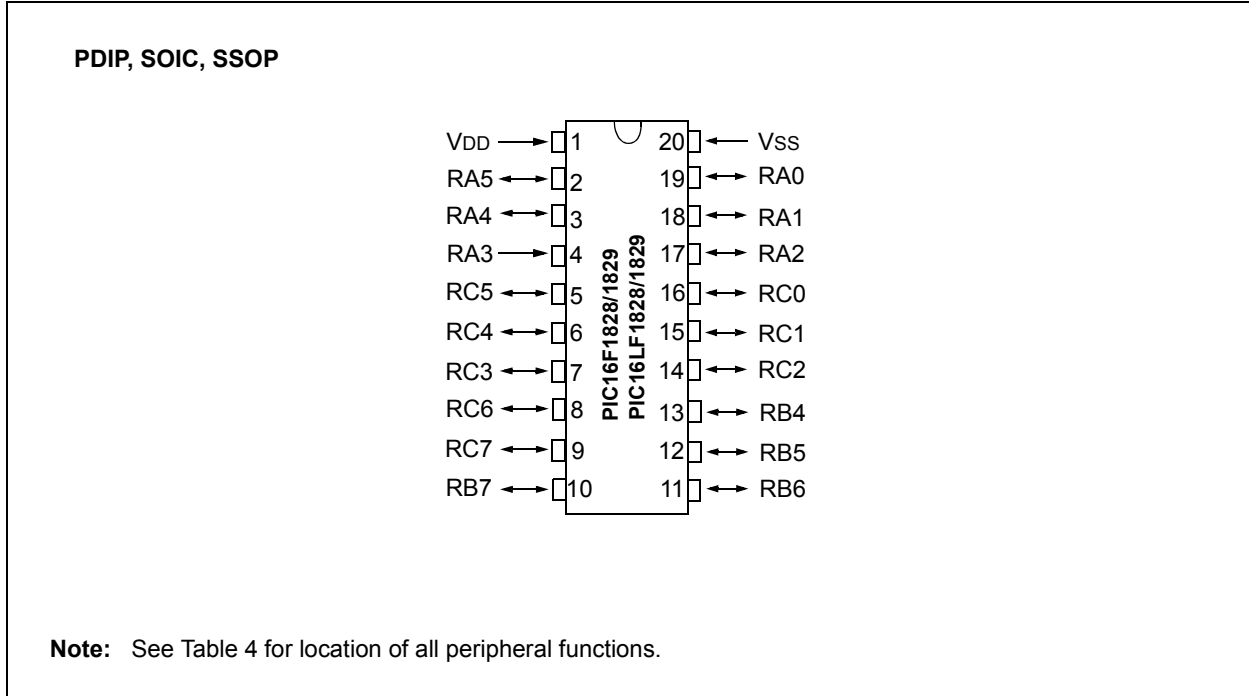 PDIP, SOIC, SSOP
VDD 1 20 VSS
RA5 2 19 RA0
RA4 3 18 RA1
RA3 4 17 RA2
RC5 5 16 RC0
RC4 6 15 RC1
RC3 7 14 RC2
RC6 8 13 RB4
RC7 9 12 RB5
RB7 10 11 RB6
PIC16F1828/1829
PIC16LF1828/1829
Note: See Table 4 for location of all peripheral functions.